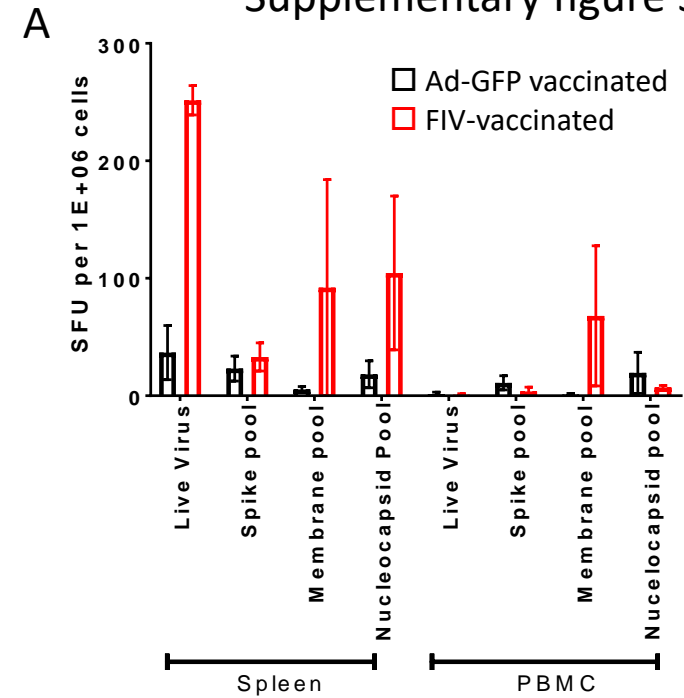 Supplementary figure
A
SFU per 1E+06 cells
300
200
100
0
Ad-GFP vaccinated
FIV-vaccinated
Live Virus
Spike pool
Membrane pool
Nucleocapsid Pool
Live Virus
Spike pool
Membrane pool
Nucelocapsid pool
Spleen
PBMC